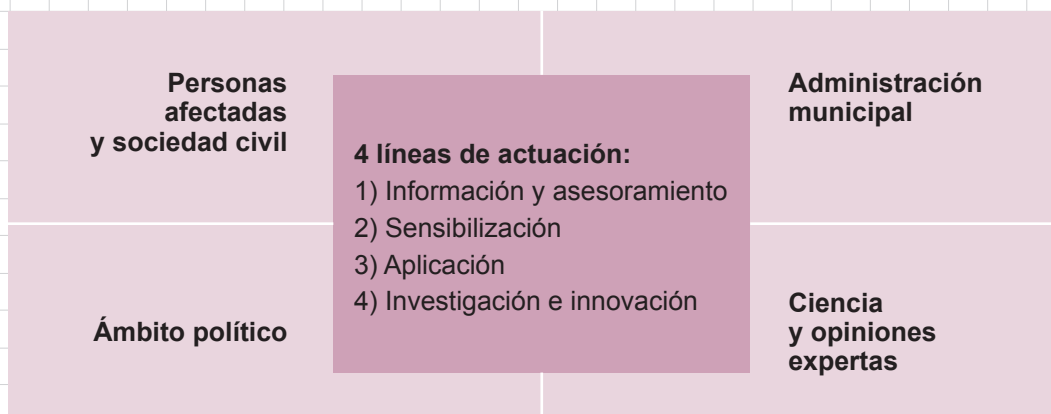 Personas
afectadas
y sociedad civil
Administración
municipal
4 líneas de actuación:
1) Información y asesoramiento
2) Sensibilización
3) Aplicación
4) Investigación e innovación
Ámbito político
Ciencia
y opiniones
expertas